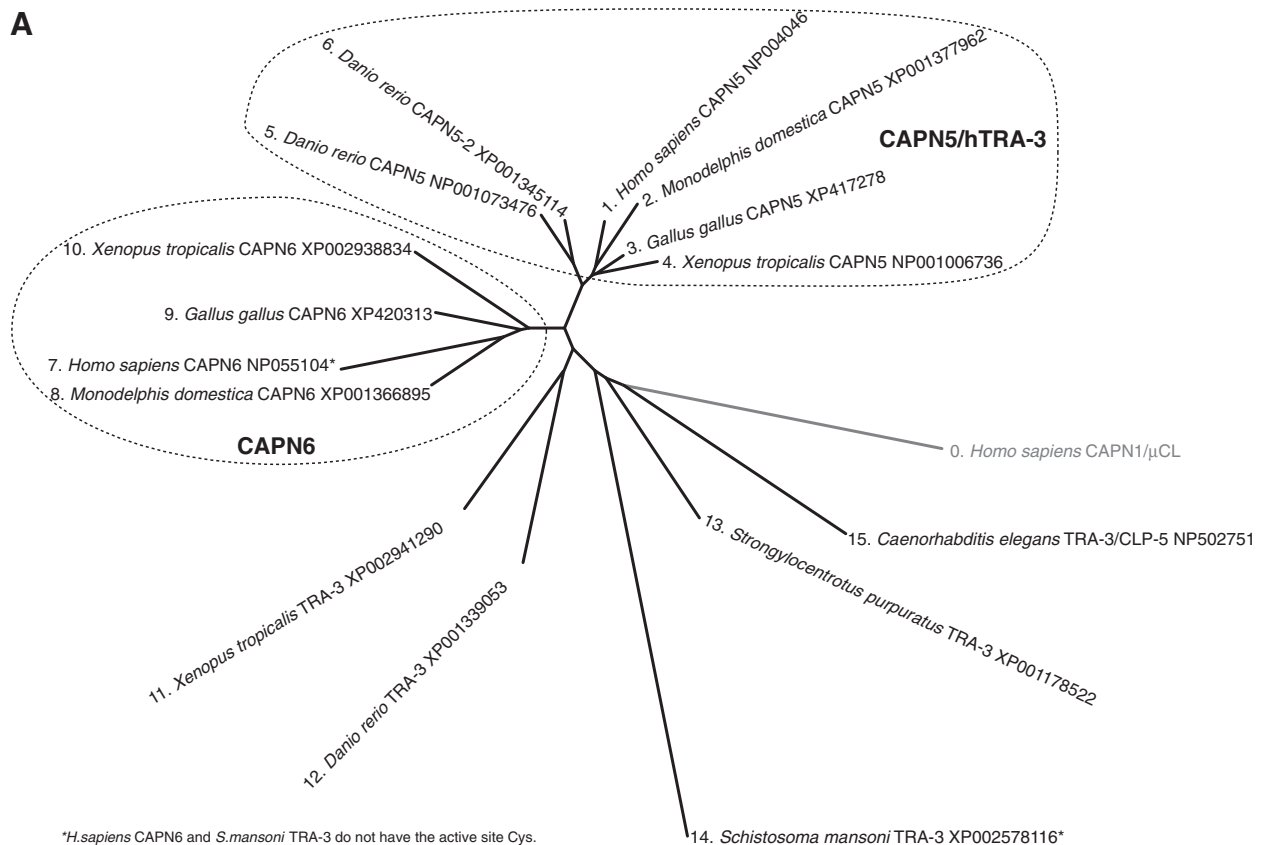 A
6. Danio rerio CAPN5-2 XP001345114
5. Danio rerio CAPN5 NP001073476
1. Homo sapiens CAPN5 NP004046
2. Monodelphis domestica CAPN5 XP001377962
CAPN5/hTRA-3
3. Gallus gallus CAPN5 XP417278
4. Xenopus tropicalis CAPN5 NP001006736
10. Xenopus tropicalis CAPN6 XP002938834
9. Gallus gallus CAPN6 XP420313
7. Homo sapiens CAPN6 NP055104*
8. Monodelphis domestica CAPN6 XP001366895
CAPN6
0. Homo sapiens CAPN1/μCL
15. Caenorhabditis elegans TRA-3/CLP-5 NP502751
13. Strongylocentrotus purpuratus TRA-3 XP001178522
11. Xenopus tropicalis TRA-3 XP002941290
12. Danio rerio TRA-3 XP001339053
14. Schistosoma mansoni TRA-3 XP002578116*
*H.sapiens CAPN6 and S.mansoni TRA-3 do not have the active site Cys.